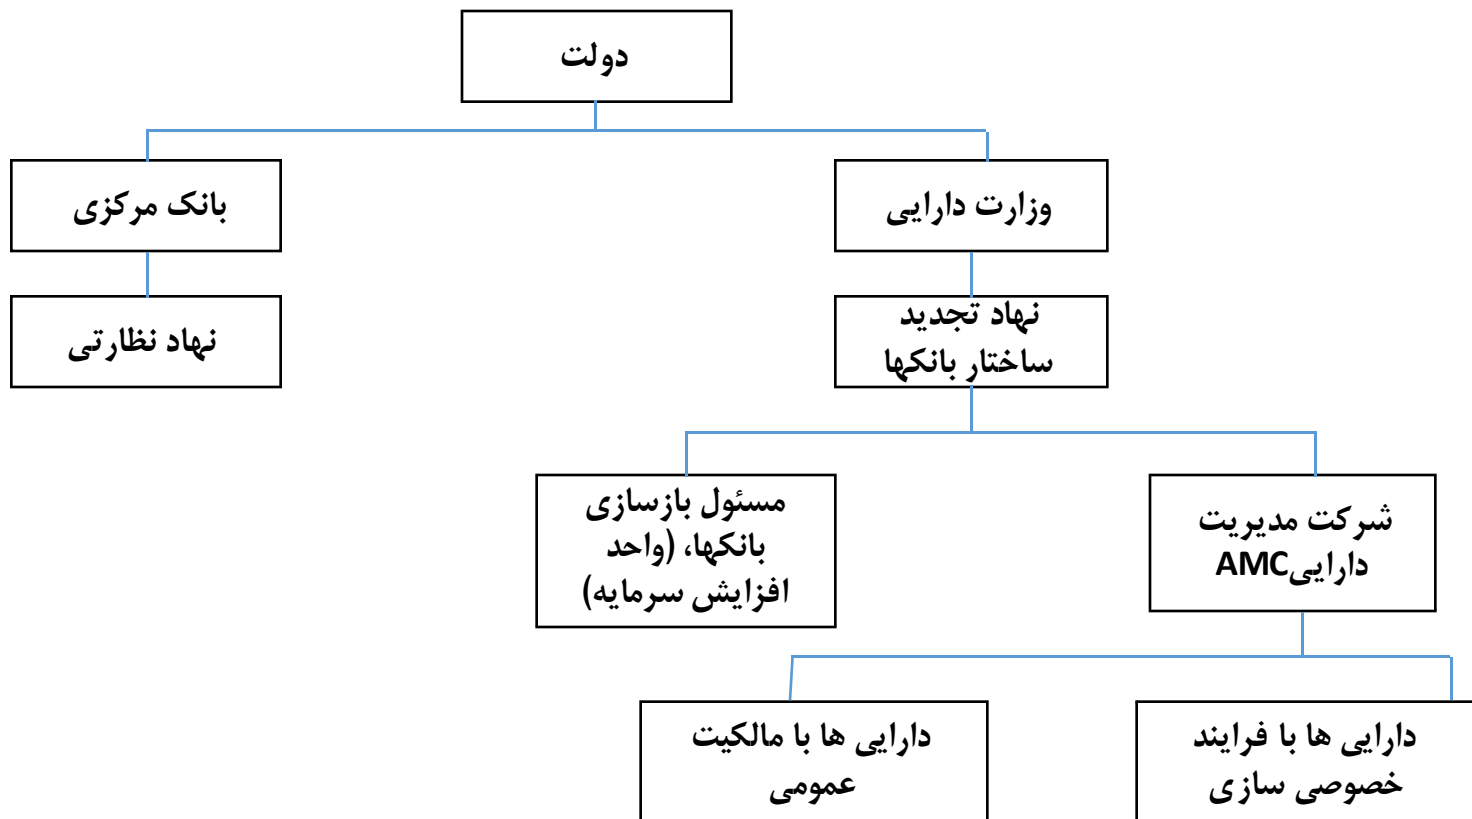 دولت
وزارت دارایی
بانک مرکزی
نهاد تجدید
ساختار بانکها
نهاد نظارتی
شرکت مدیریت
داراییAMC
مسئول بازسازی
بانکها، (واحد
افزایش سرمایه)
دارایی ها با فرایند
خصوصی سازی
دارایی ها با مالکیت
عمومی